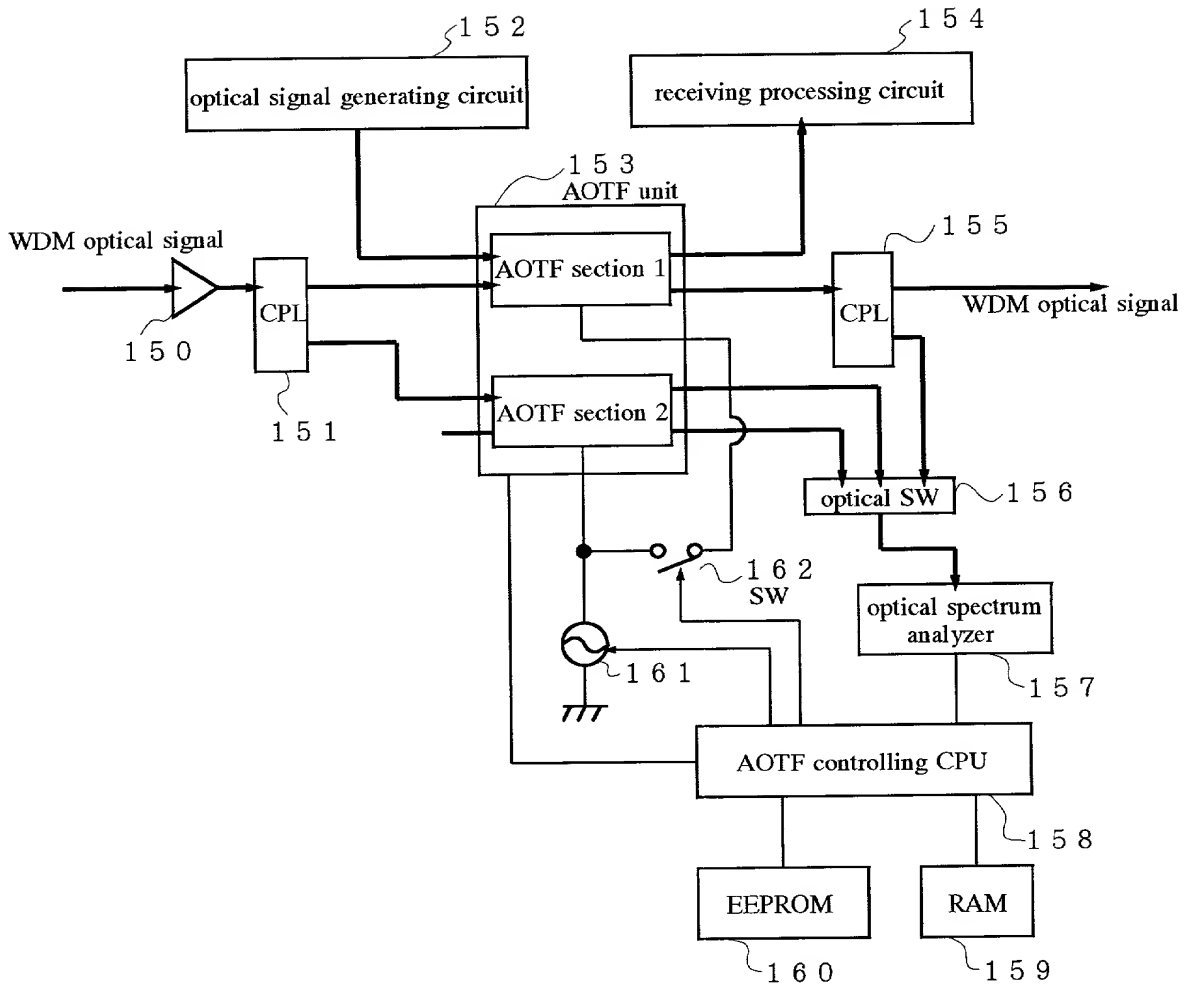 152
154
optical signal generating circuit
receiving processing circuit
153
AOTF unit
155
WDM optical signal
AOTF section 1
CPL
CPL
WDM optical signal
150
151
AOTF section 2
optical SW
156
162
SW
optical spectrum
analyzer
161
157
AOTF controlling CPU
158
EEPROM
RAM
160
159